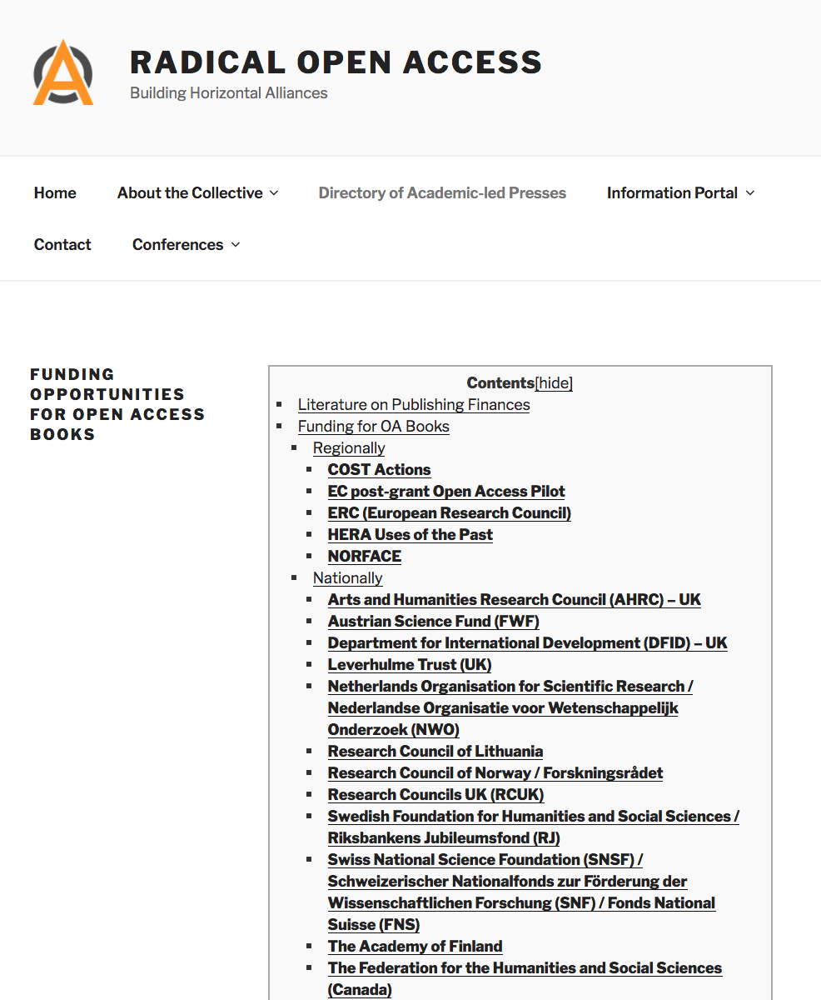 RADICAL OPEN ACCESS
Building Horizontal Alliances
Home
About the Collective
Directory of Academic-led Presses
Information Portal
Contact
Conferences
FUNDING
OPPORTUNITIES
FOR OPEN ACCESS
BOOKS
Contents[hide]
Literature on Publishing Finances
Funding for OA Books
Regionally
COST Actions
EC post-grant Open Access Pilot
ERC (European Research Council)
HERA Uses of the Past
NORFACE
Nationally
Arts and Humanities Research Council (AHRC) – UK
Austrian Science Fund (FWF)
Department for International Development (DFID) – UK
Leverhulme Trust (UK)
Netherlands Organisation for Scientific Research /
Nederlandse Organisatie voor Wetenschappelijk
Onderzoek (NWO)
Research Council of Lithuania
Research Council of Norway / Forskningsrådet
Research Councils UK (RCUK)
Swedish Foundation for Humanities and Social Sciences /
Riksbankens Jubileumsfond (RJ)
Swiss National Science Foundation (SNSF) /
Schweizerischer Nationalfonds zur Förderung der
Wissenschaftlichen Forschung (SNF) / Fonds National
Suisse (FNS)
The Academy of Finland
The Federation for the Humanities and Social Sciences
(Canada)